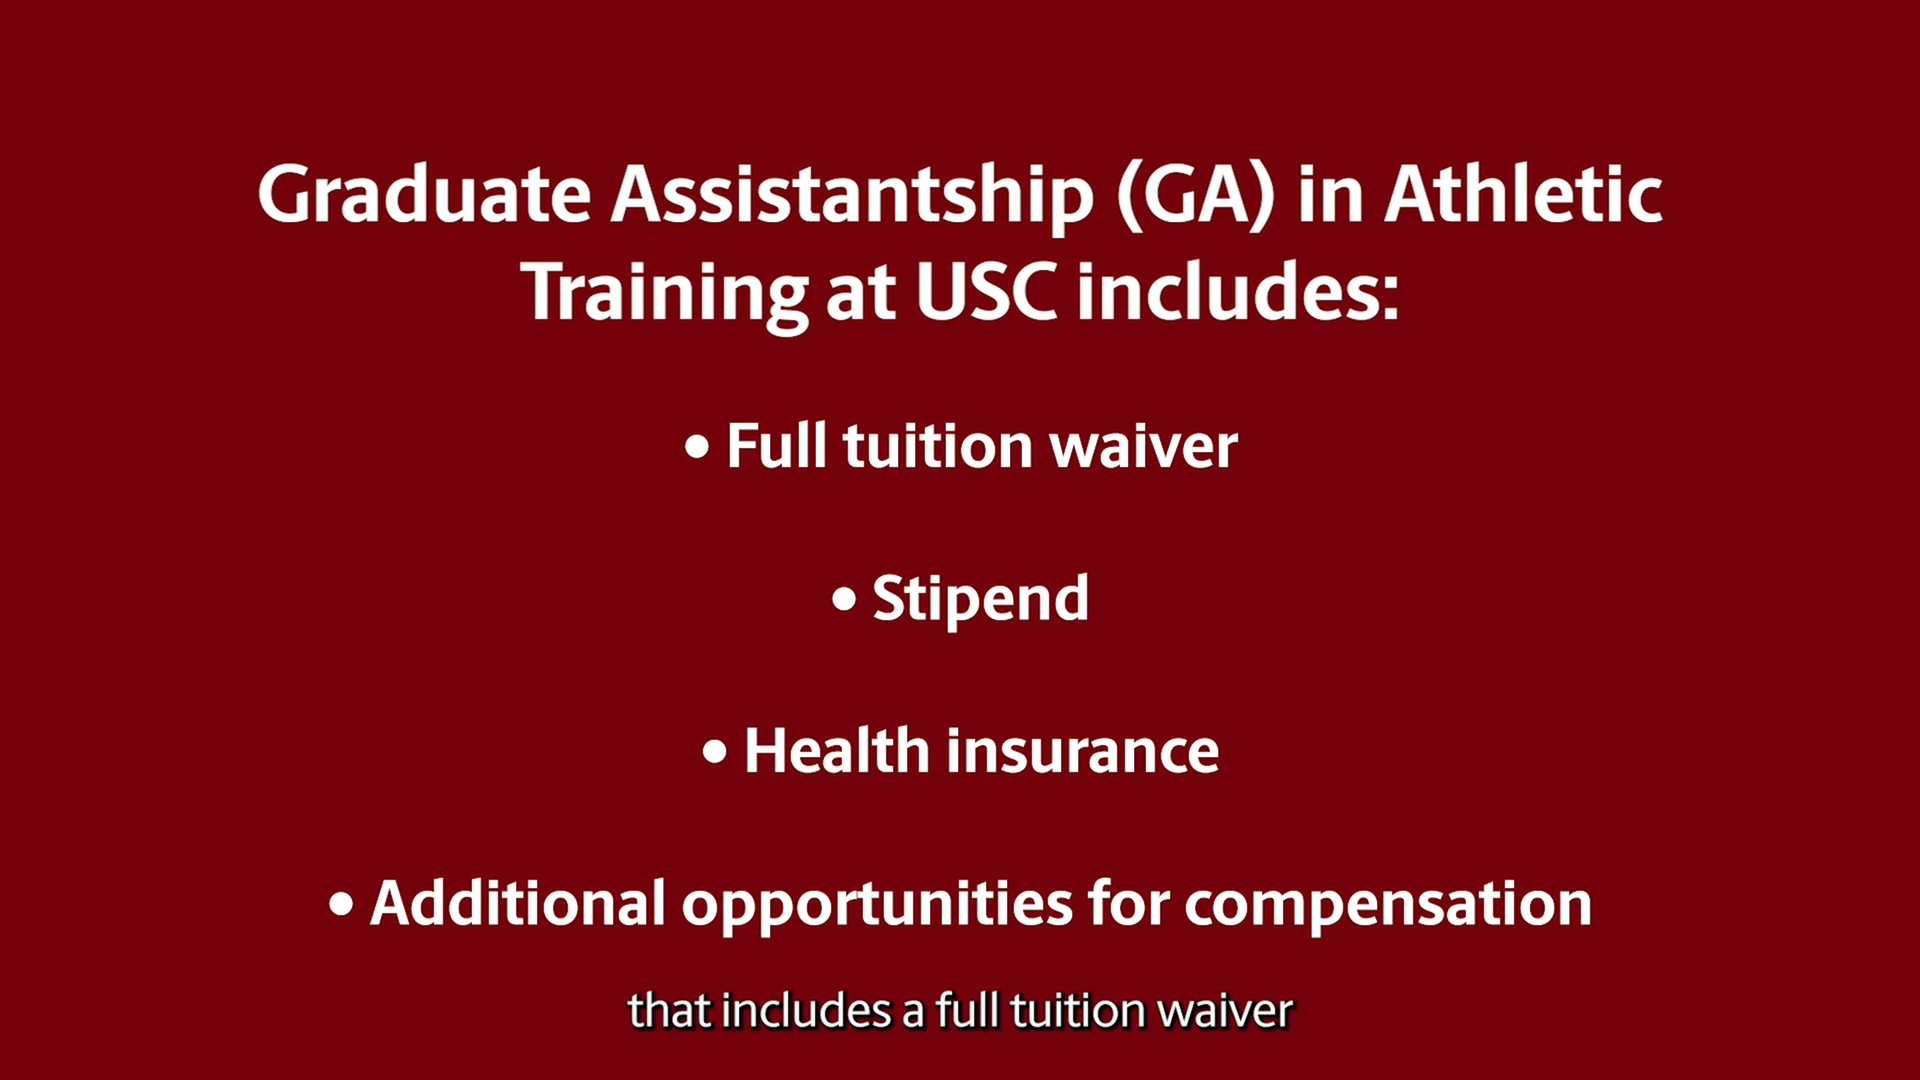 Graduate Assistantship (GA) in Athletic
Training at USC includes:
• Full tuition waiver
• Stipend
• Health insurance
• Additional opportunities for compensation
that includes a full tuition waiver